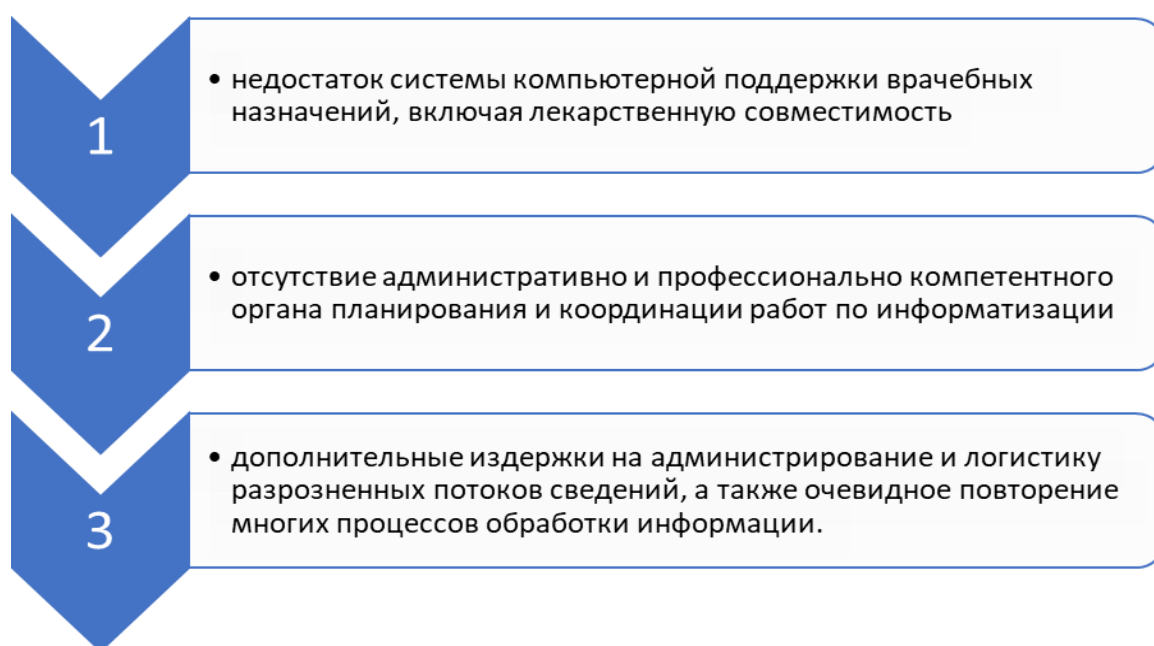 1
• недостаток системы компьютерной поддержки врачебных
назначений, включая лекарственную совместимость
2
• отсутствие административно и профессионально компетентного
органа планирования и координации работ по информатизации
3
• дополнительные издержки на администрирование и логистику
разрозненных потоков сведений, а также очевидное повторение
многих процессов обработки информации.